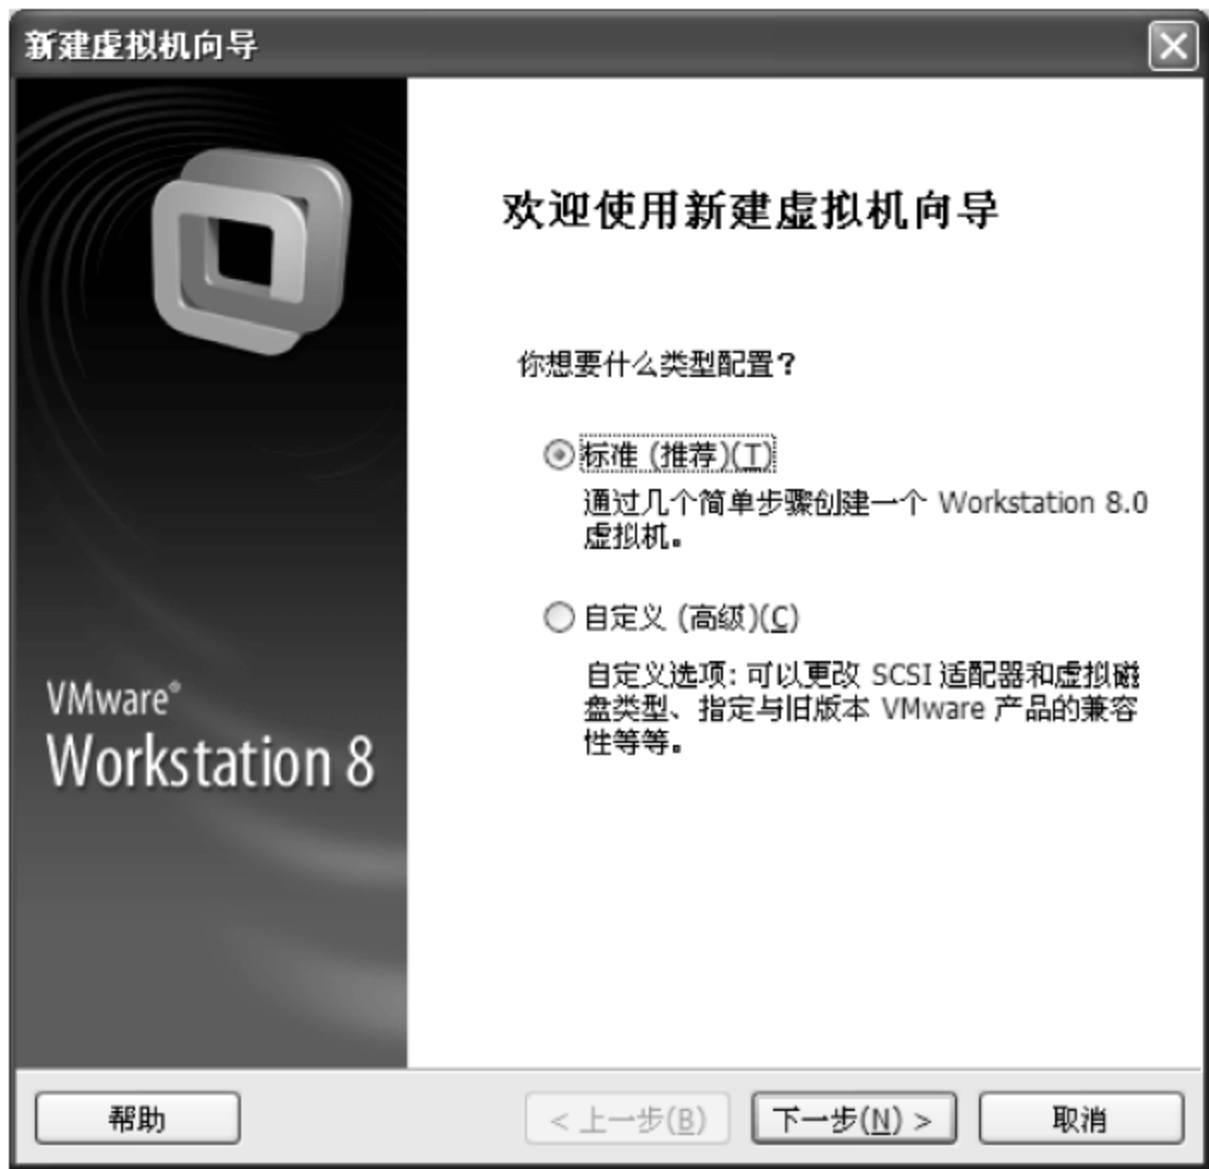 新建虚拟机向导
欢迎使用新建虚拟机向导
你想要什么类型配置？
标准 (推荐)(T)
通过几个简单步骤创建一个 Workstation 8.0
虚拟机。
自定义 (高级)(C)
自定义选项: 可以更改 SCSI 适配器和虚拟磁
盘类型、指定与旧版本 VMware 产品的兼容
性等等。
VMware®
Workstation 8
帮助
< 上一步(B)
下一步(N) >
取消